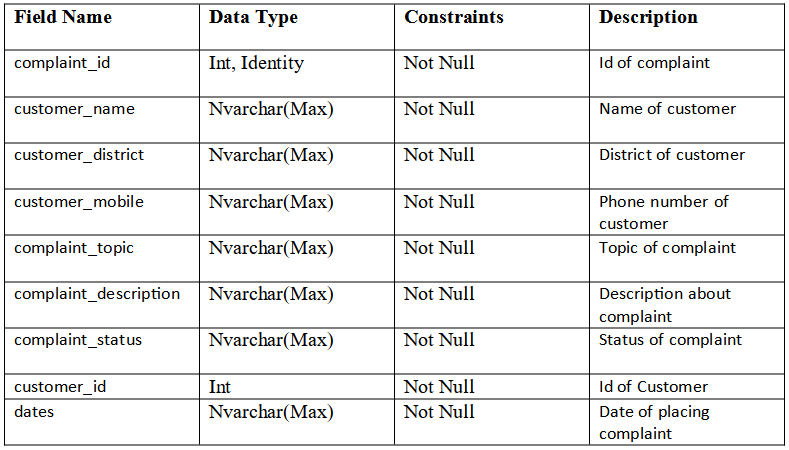 Field Name Data Type Constraints Description
complaint_id Int, Identity Not Null Id of complaint
customer_name Nvarchar(Max) Not Null Name of customer
customer_district Nvarchar(Max) Not Null District of customer
customer_mobile Nvarchar(Max) Not Null Phone number of
customer
complaint_topic Nvarchar(Max) Not Null Topic of complaint
complaint_description Nvarchar(Max) Not Null Description about
complaint
complaint_status Nvarchar(Max) Not Null Status of complaint
customer_id Int Not Null Id of Customer
dates Nvarchar(Max) Not Null Date of placing
complaint